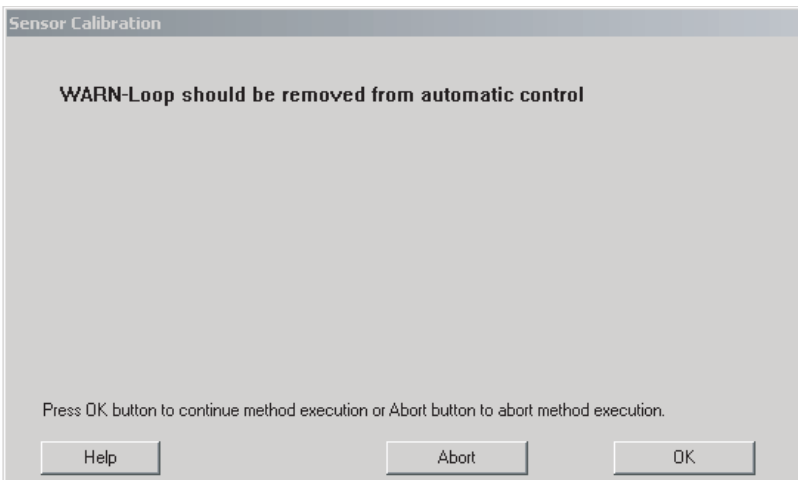 Sensor Calibration
WARN-Loop should be removed from automatic control
Press OK button to continue method execution or Abort button to abort method execution.
Help Abort OK